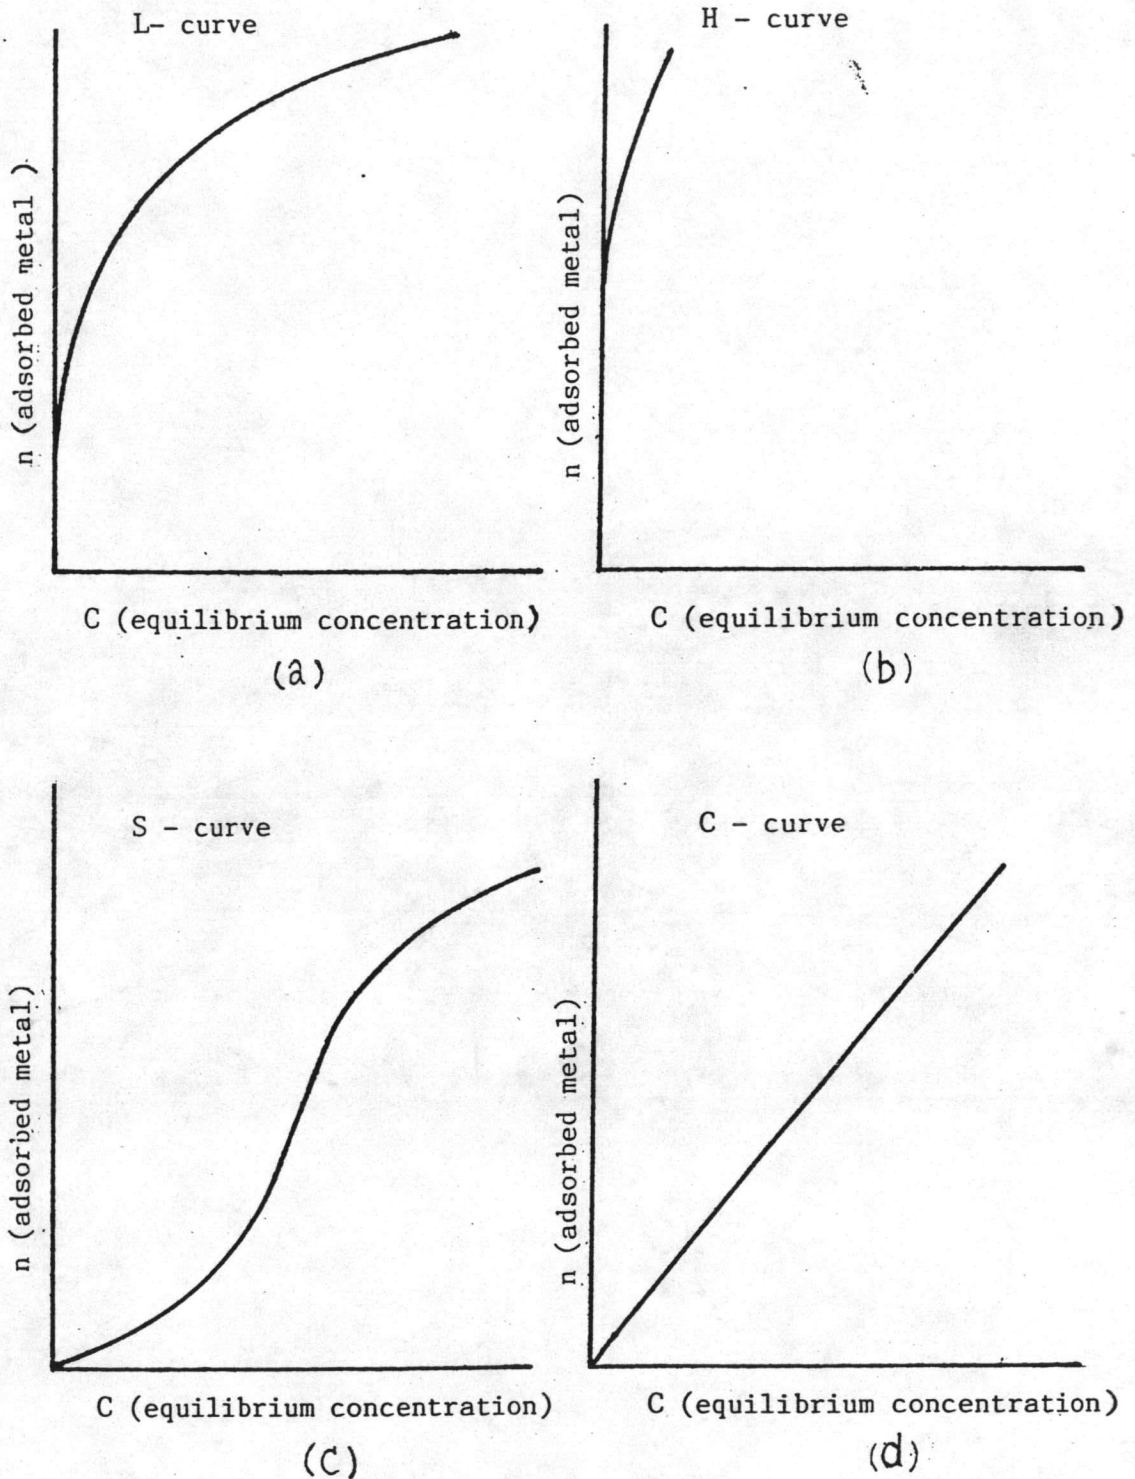 L- curve
n (adsorbed metal )
C (equilibrium concentration)
(a)
H - curve
n (adsorbed metal)
C (equilibrium concentration)
(b)
S - curve
n (adsorbed metal)
C (equilibrium concentration)
(c)
C - curve
n (adsorbed metal)
C (equilibrium concentration)
(d)